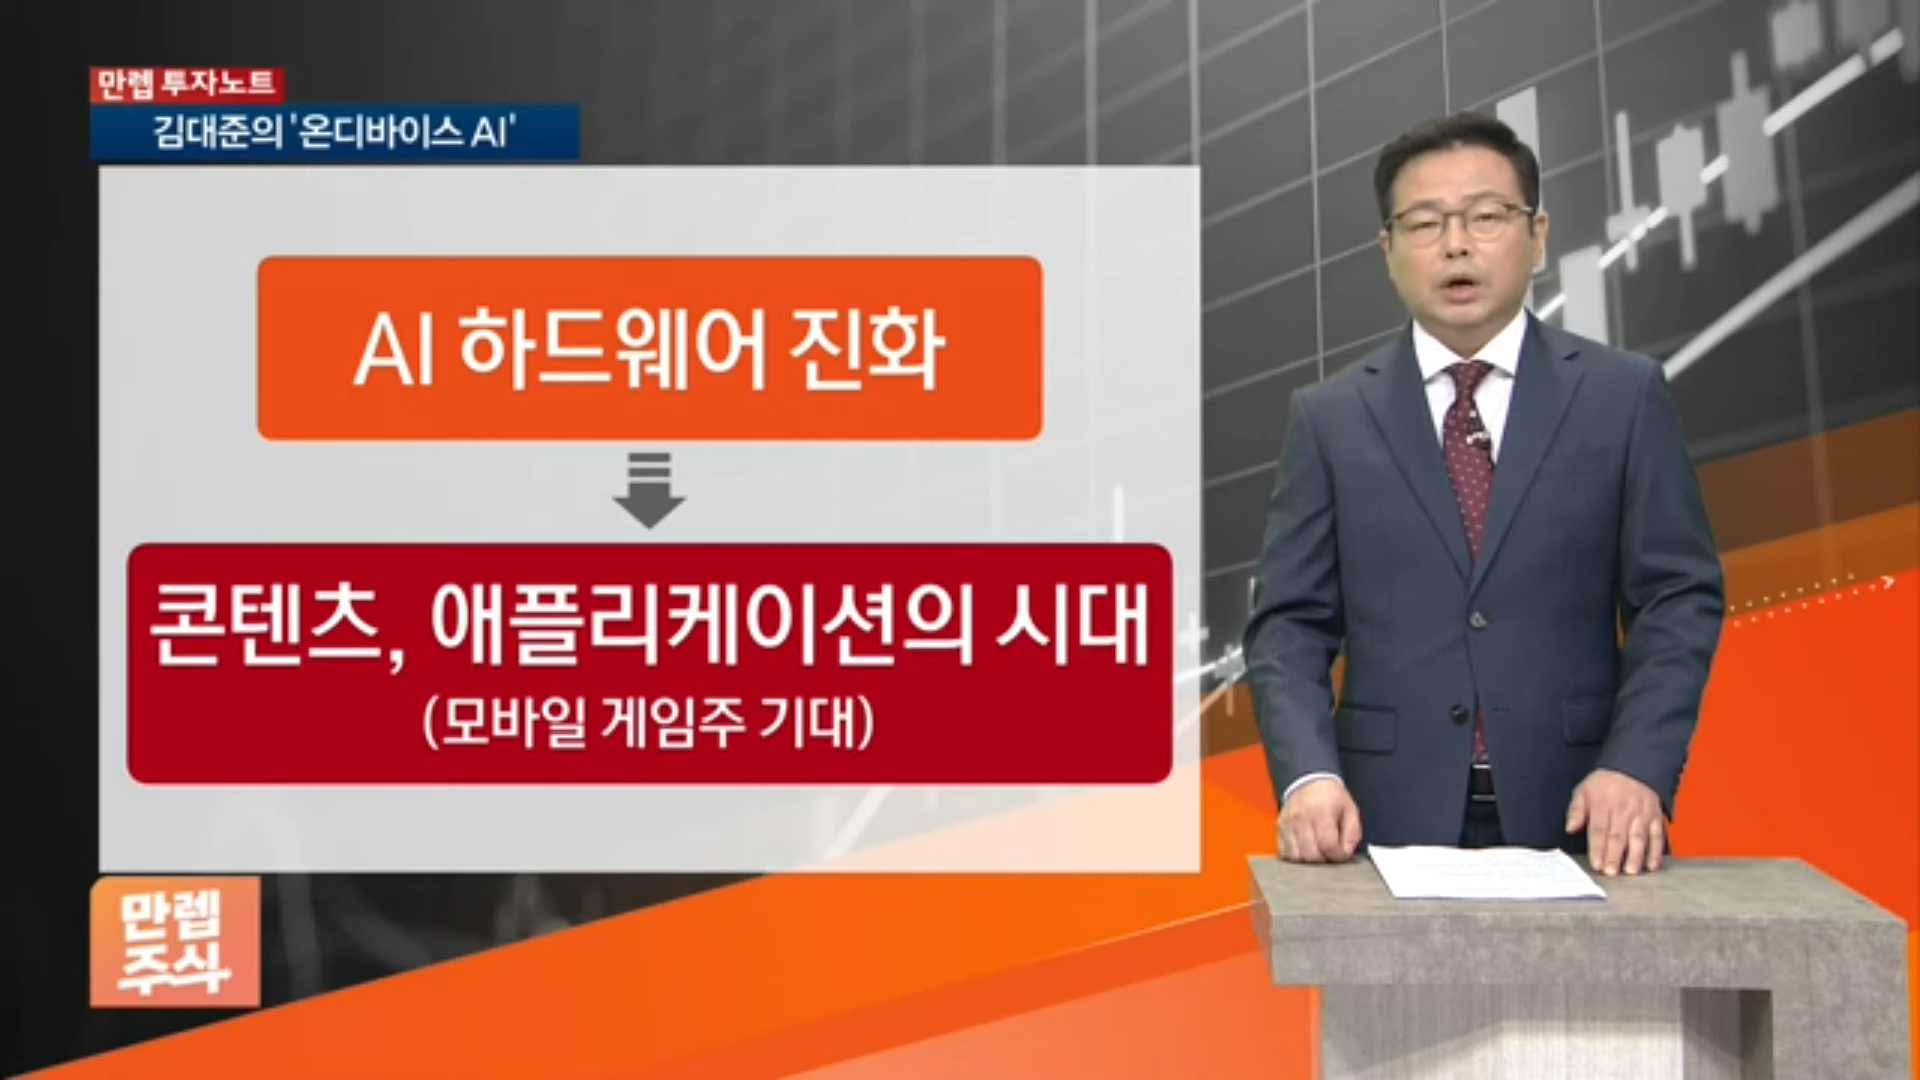 만렙 투자노트
김대준의 '온디바이스 AI'
AI 하드웨어 진화
콘텐츠, 애플리케이션의 시대
(모바일 게임주 기대)
만렙
주식